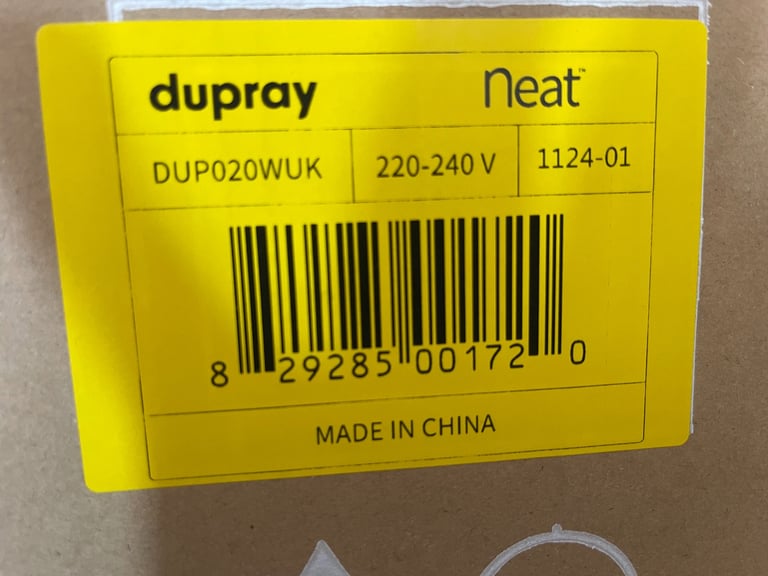 dupray neat™
DUP020WUK 220-240 V 1124-01
8 29285 00172 0
MADE IN CHINA